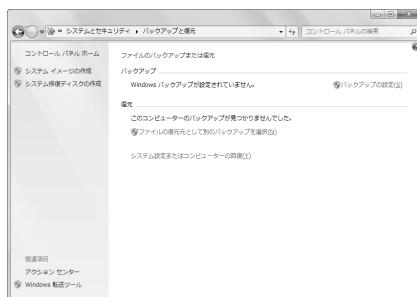 « システムとセキュリティ ▸ バックアップと復元
コントロール パネルの検索
コントロール パネル ホーム
システム イメージの作成
システム修復ディスクの作成
ファイルのバックアップまたは復元
バックアップ
Windows バックアップが設定されていません。
バックアップの設定(S)
復元
このコンピューターのバックアップが見つかりませんでした。
ファイルの復元元として別のバックアップを選択(N)
システム設定またはコンピューターの回復(Y)
関連項目
アクション センター
Windows 転送ツール